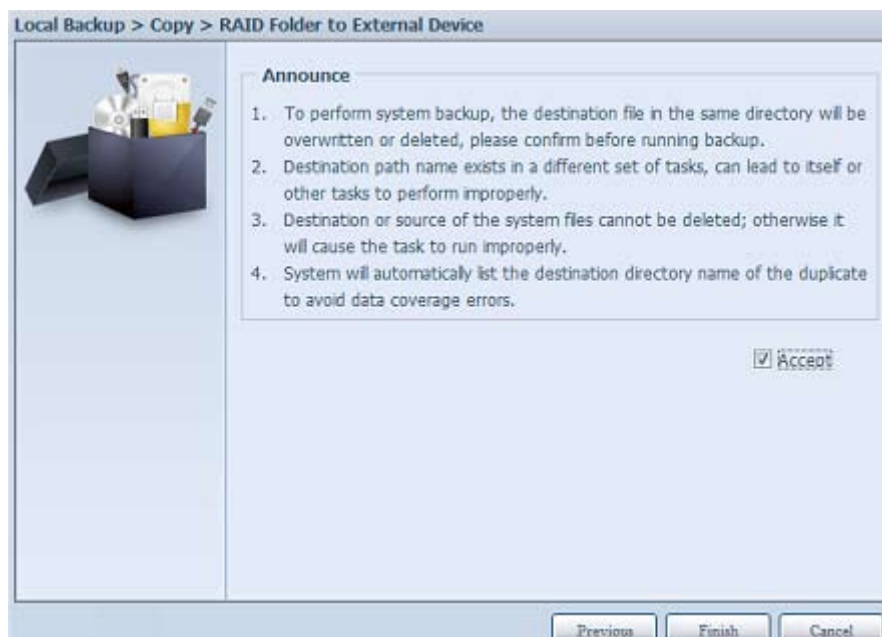 Local Backup > Copy > RAID Folder to External Device
Announce
1. To perform system backup, the destination file in the same directory will be
overwritten or deleted, please confirm before running backup.
2. Destination path name exists in a different set of tasks, can lead to itself or
other tasks to perform improperly.
3. Destination or source of the system files cannot be deleted; otherwise it
will cause the task to run improperly.
4. System will automatically list the destination directory name of the duplicate
to avoid data coverage errors.
Accept
Previous Finish Cancel